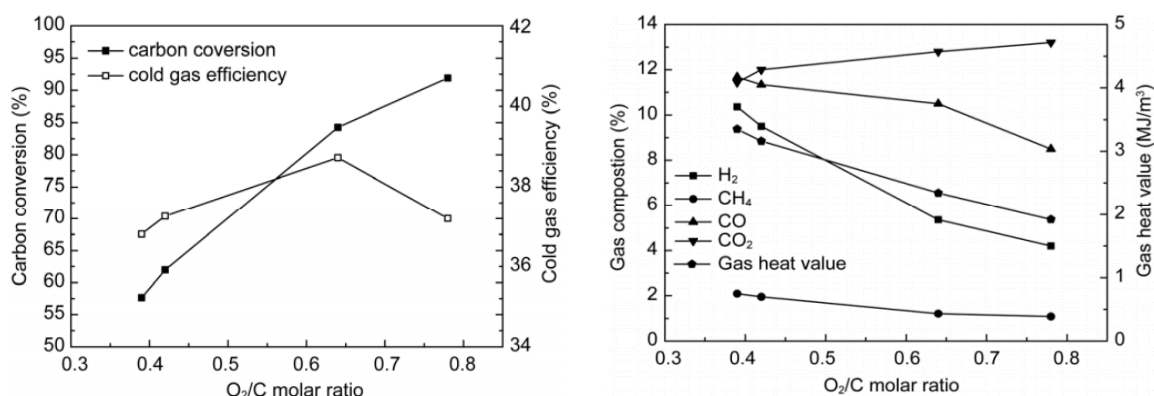 100
95
90
85
80
75
70
65
60
55
50
Carbon conversion (%)
carbon coversion
cold gas efficiency
42
40
38
36
34
Cold gas efficiency (%)
0.3 0.4 0.5 0.6 0.7 0.8
O₂/C molar ratio
14
12
10
8
6
4
2
0
Gas compostion (%)
H₂
CH₄
CO
CO₂
Gas heat value
5
4
3
2
1
0
Gas heat value (MJ/m³)
0.3 0.4 0.5 0.6 0.7 0.8
O₂/C molar ratio